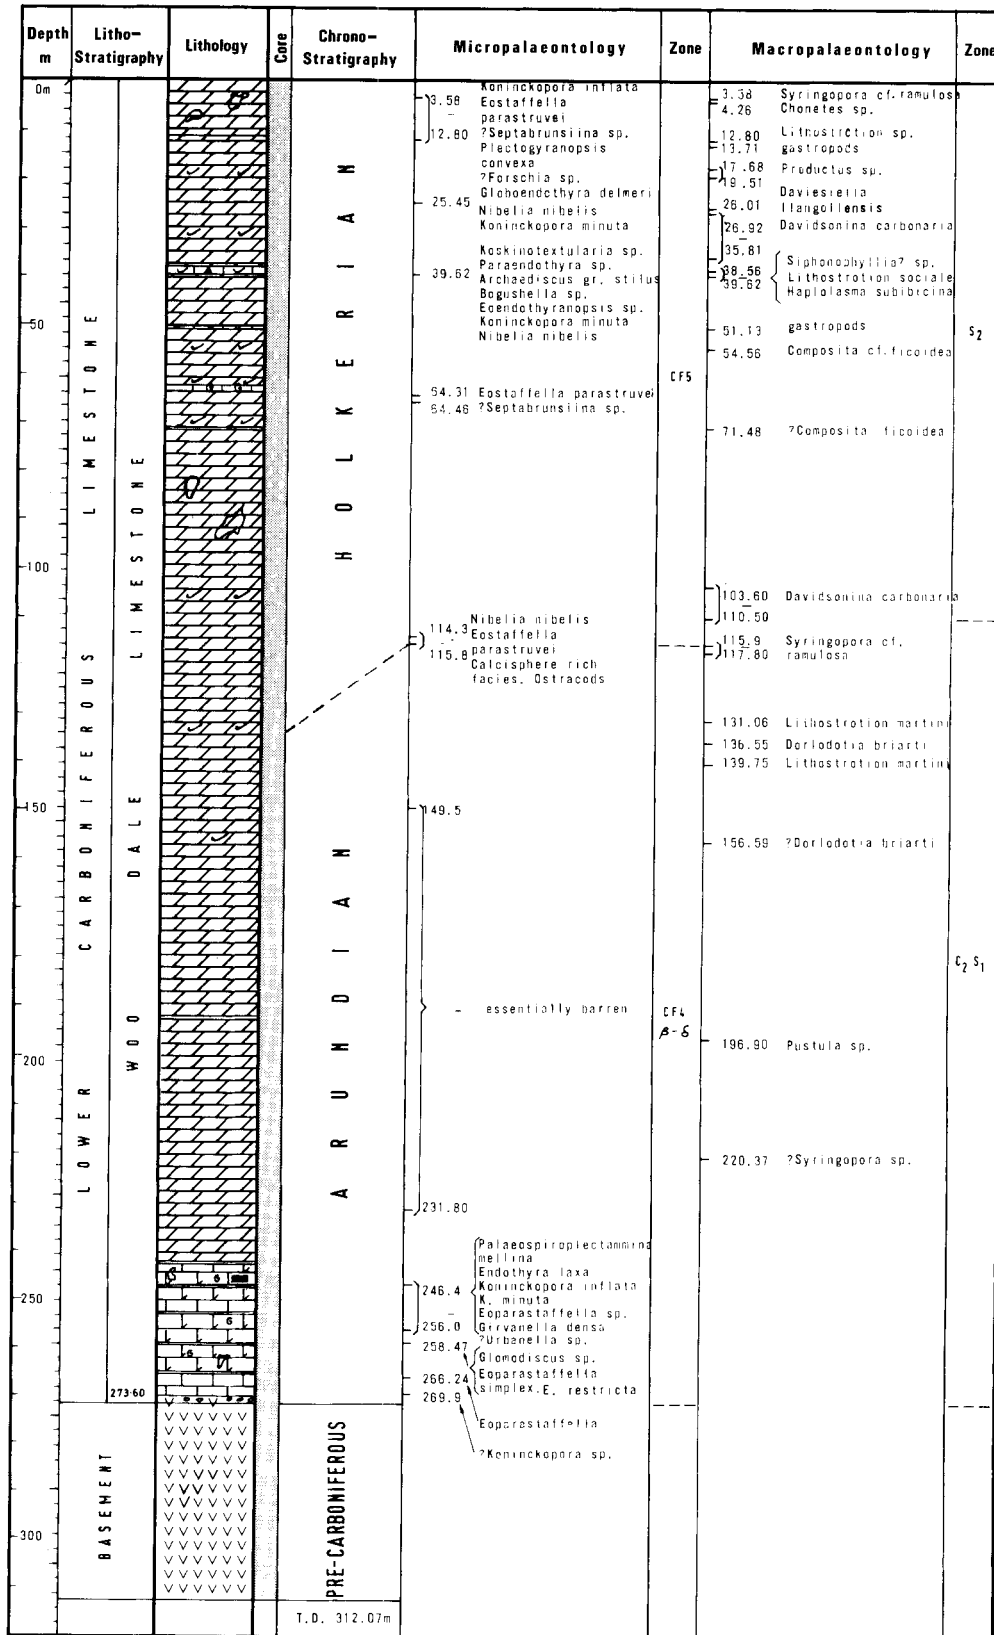 Depth m
Litho-Stratigraphy
Lithology
Core
Chrono-Stratigraphy
Micropalaeontology
Zone
Macropalaeontology
Zone
0m
50
100
150
200
250
300
LOWER CARBONIFEROUS LIMESTONE
WOO DALE LIMESTONE
273·60
BASEMENT
HOLKERIAN
ARUNDIAN
PRE-CARBONIFEROUS
T.D. 312.07m
Koninckopora inflata
3.58 Eostaffella
– parastruvei
12.80 ?Septabrunsiina sp.
Plectogyranopsis
convexa
?Forschia sp.
Globoendothyra delmeri
25.45
Nibelia nibelis
Koninckopora minuta
Koskinotextularia sp.
Paraendothyra sp.
39.62 Archaediscus gr. stilus
Bogushella sp.
Eoendothyranopsis sp.
Koninckopora minuta
Nibelia nibelis
64.31 Eostaffella parastruvei
64.46 ?Septabrunsiina sp.
Nibelia nibelis
114.3 Eostaffella
– parastruvei
115.8 Calcisphere rich
facies. Ostracods
149.5
– essentially barren
231.80
Palaeospiroplectammina
mellina
Endothyra laxa
246.4 Koninckopora inflata
K. minuta
– Eoparastaffella sp.
256.0 Girvanella densa
?Urbanella sp.
258.47
Glomodiscus sp.
266.24 Eoparastaffella
simplex. E. restricta
269.9
Eoparastaffella
?Koninckopora sp.
CF5
CF4
β-δ
3.38 Syringopora cf. ramulosa
4.26 Chonetes sp.
12.80 Lithostrotion sp.
13.71 gastropods
17.68 Productus sp.
19.51
Daviesiella
26.01 llangollensis
26.92 Davidsonina carbonaria
–
35.81
Siphonophyllia? sp.
38.56 Lithostrotion sociale
39.62 Haplolasma subibicina
51.13 gastropods
54.56 Composita cf. ficoidea
71.48 ?Composita ficoidea
103.60 Davidsonina carbonaria
–
110.50
115.9 Syringopora cf.
–
117.80 ramulosa
131.06 Lithostrotion martini
136.55 Dorlodotia briarti
139.75 Lithostrotion martini
156.59 ?Dorlodotia briarti
196.90 Pustula sp.
220.37 ?Syringopora sp.
S2
C2 S1